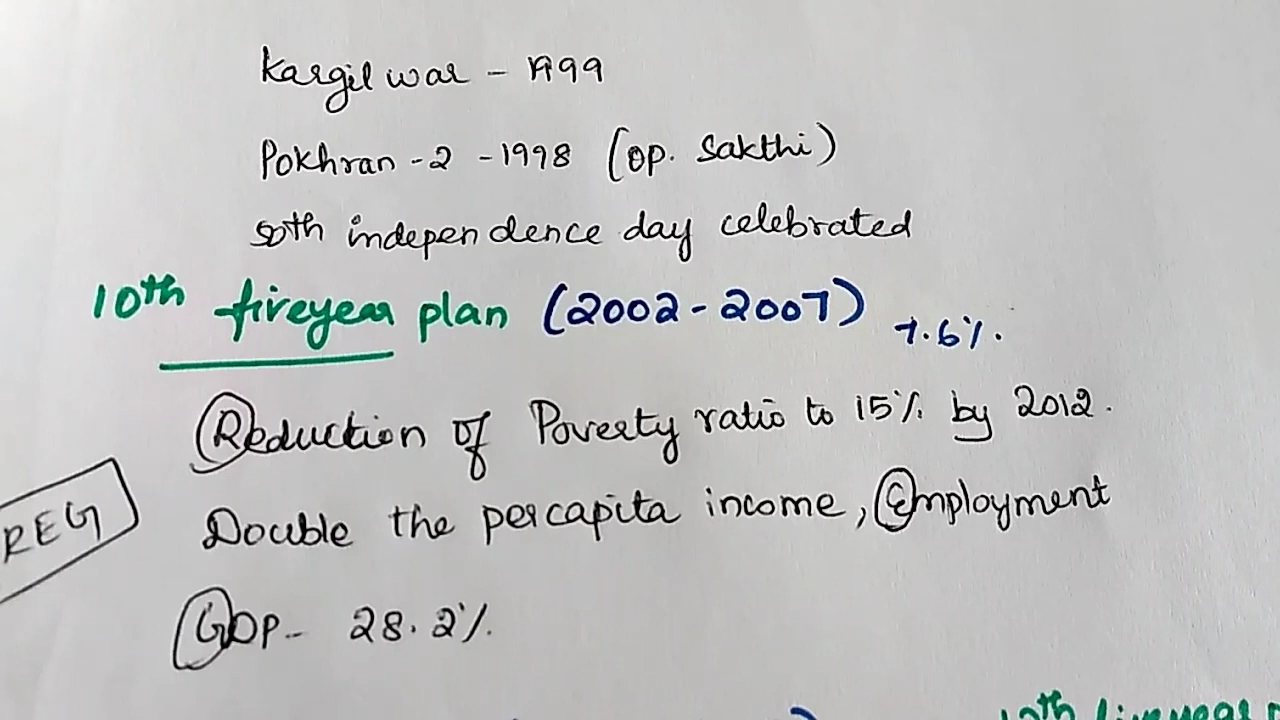 Kargil war - 1999
Pokhran - 2 - 1998 (op. Sakthi)
50th independence day celebrated
10th fiveyear plan (2002-2007) 7.6%.
Reduction of Poverty ratio to 15% by 2012.
REG
Double the percapita income, Employment
GDP - 28.2%.